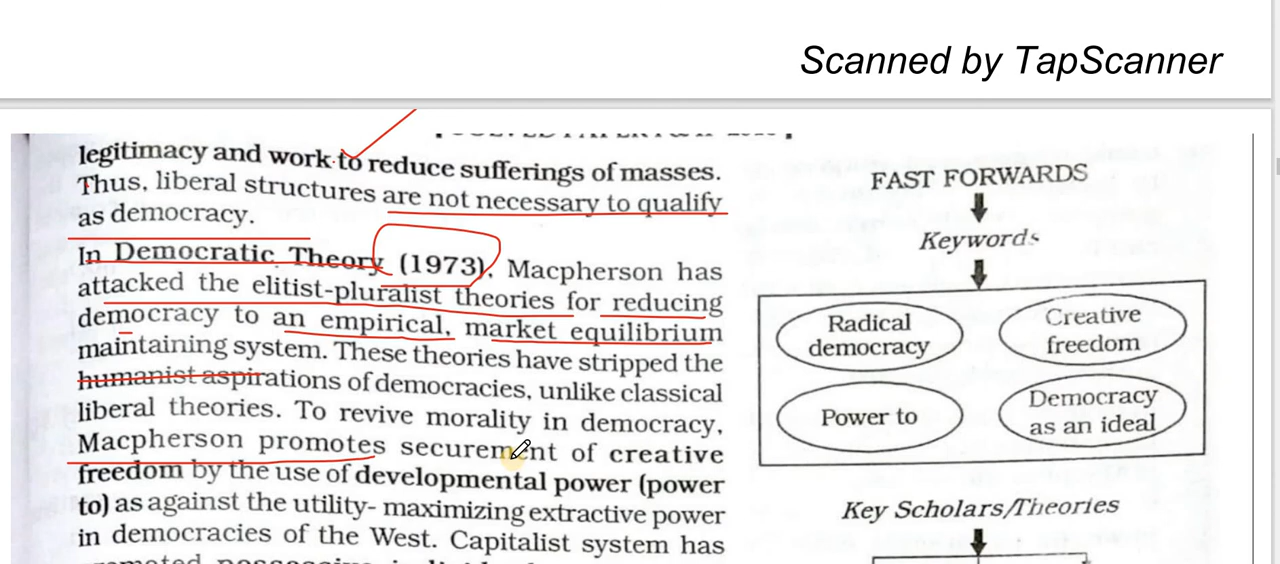 Scanned by TapScanner
legitimacy and work to reduce sufferings of masses.
Thus, liberal structures are not necessary to qualify
as democracy.
In Democratic Theory (1973), Macpherson has
attacked the elitist-pluralist theories for reducing
democracy to an empirical, market equilibrium
maintaining system. These theories have stripped the
humanist aspirations of democracies, unlike classical
liberal theories. To revive morality in democracy,
Macpherson promotes securement of creative
freedom by the use of developmental power (power
to) as against the utility- maximizing extractive power
in democracies of the West. Capitalist system has
FAST FORWARDS
Keywords
Radical
democracy
Creative
freedom
Power to
Democracy
as an ideal
Key Scholars/Theories